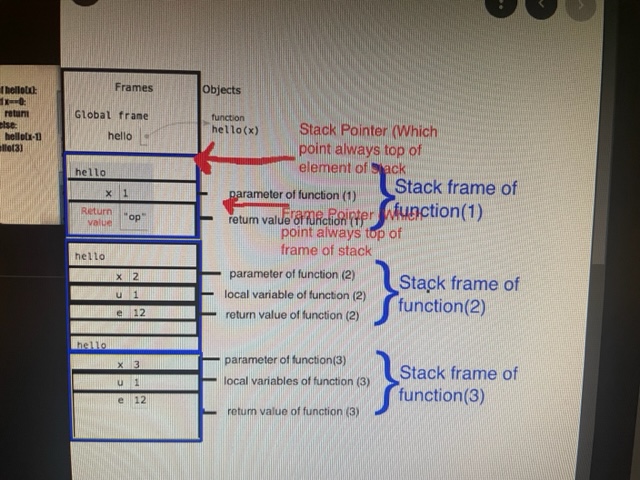 f hello(x):
if x==0:
return
else:
hello(x-1)
hello(3)
Frames
Objects
Global frame
function
hello
hello(x)
Stack Pointer (Which
point always top of
element of Stack
hello
x 1
parameter of function (1)
Stack frame of
function(1)
Return
value
"op"
return value of function (1)
Frame Pointer (Which
point always top of
frame of stack
hello
x 2
parameter of function (2)
Stack frame of
function(2)
u 1
local variable of function (2)
e 12
return value of function (2)
hello
x 3
parameter of function(3)
Stack frame of
function(3)
u 1
local variables of function (3)
e 12
return value of function (3)